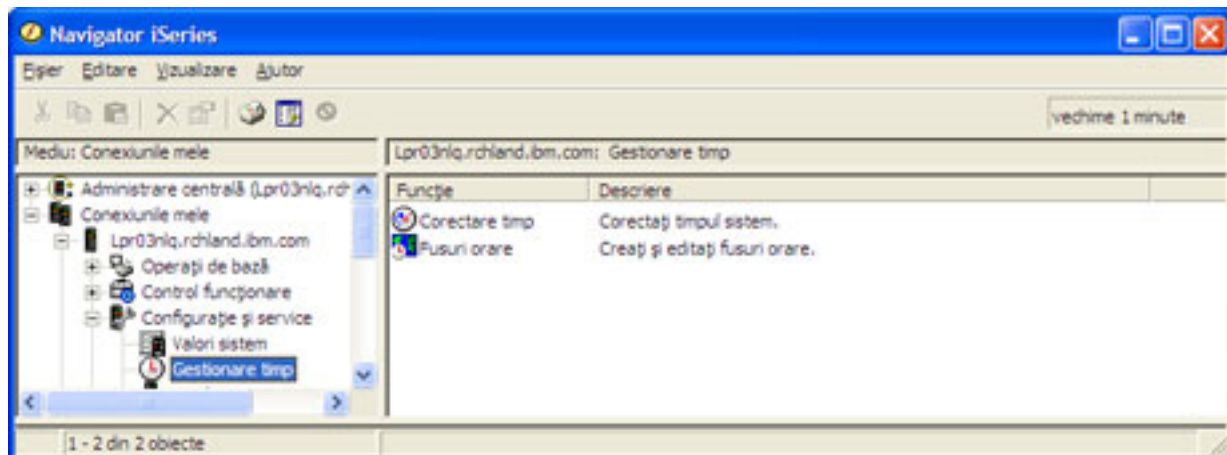 Navigator iSeries
Fişier Editare Vizualizare Ajutor
vechime 1 minute
Mediu: Conexiunile mele
Lpr03nlq.rchland.ibm.com: Gestionare timp
Administrare centrală (Lpr03nlq.rch
Conexiunile mele
Lpr03nlq.rchland.ibm.com
Operaţii de bază
Control funcţionare
Configuraţie şi service
Valori sistem
Gestionare timp
Funcţie Descriere
Corectare timp Corectaţi timpul sistem.
Fusuri orare Creaţi şi editaţi fusuri orare.
1 - 2 din 2 obiecte